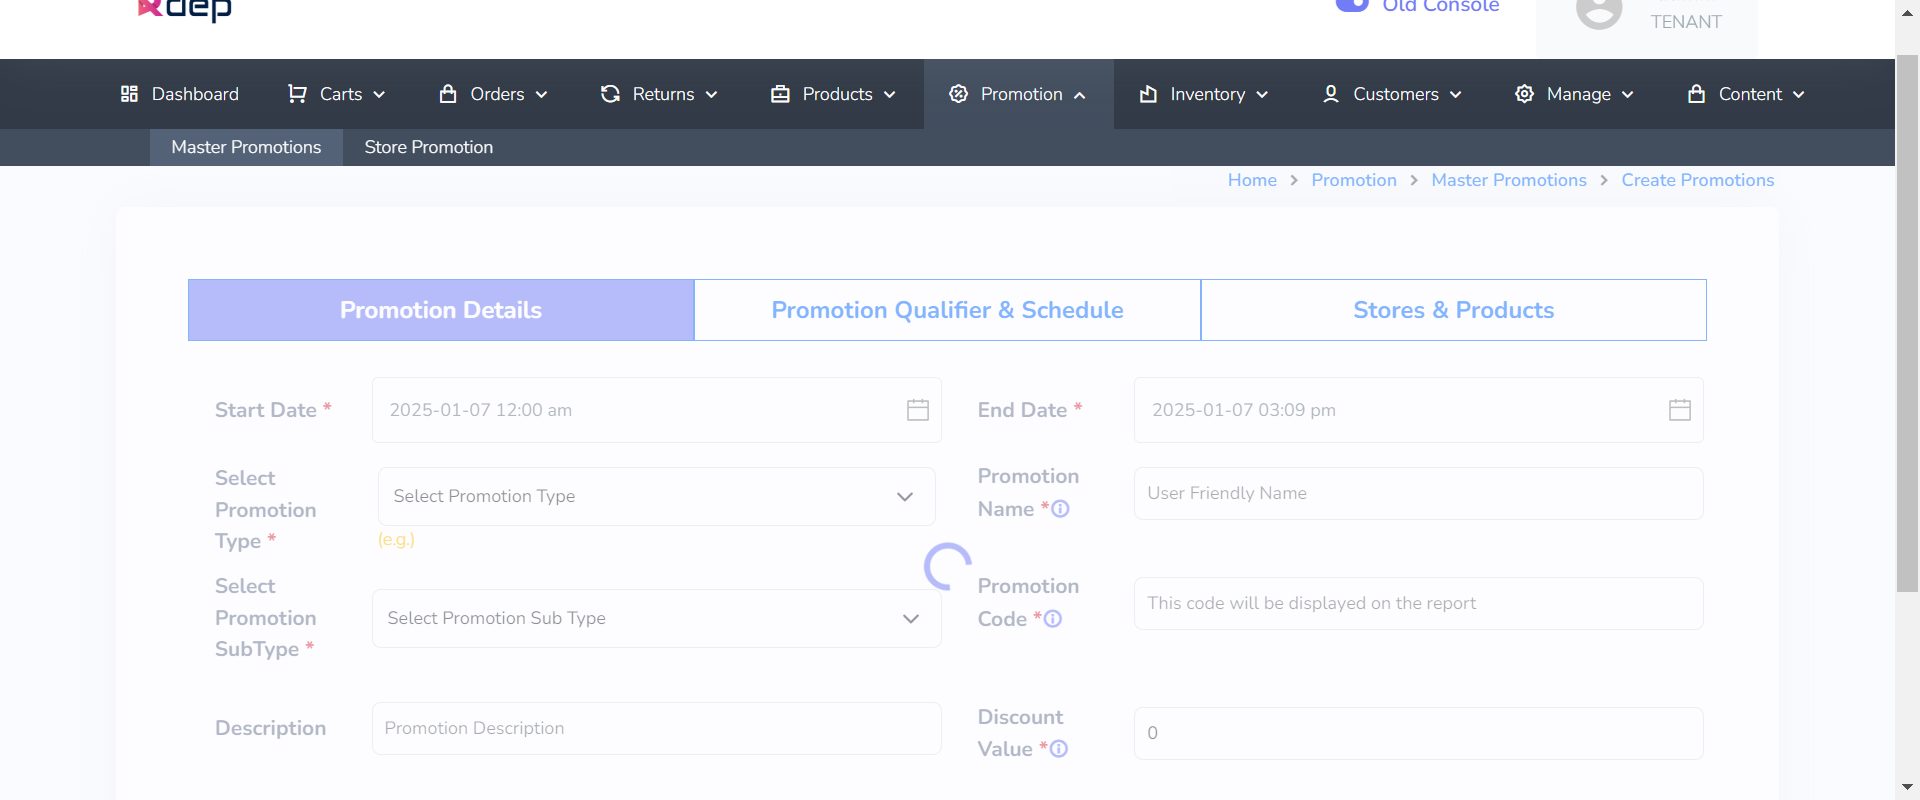 Rdep
Old Console
TENANT
Dashboard Carts Orders Returns Products Promotion Inventory Customers Manage Content
Master Promotions Store Promotion
Home > Promotion > Master Promotions > Create Promotions
Promotion Details Promotion Qualifier & Schedule Stores & Products
Start Date * 2025-01-07 12:00 am End Date * 2025-01-07 03:09 pm
Select
Promotion
Type *
Select Promotion Type
(e.g.)
Promotion
Name *
User Friendly Name
Select
Promotion
SubType *
Select Promotion Sub Type
Promotion
Code *
This code will be displayed on the report
Description Promotion Description
Discount
Value *
0